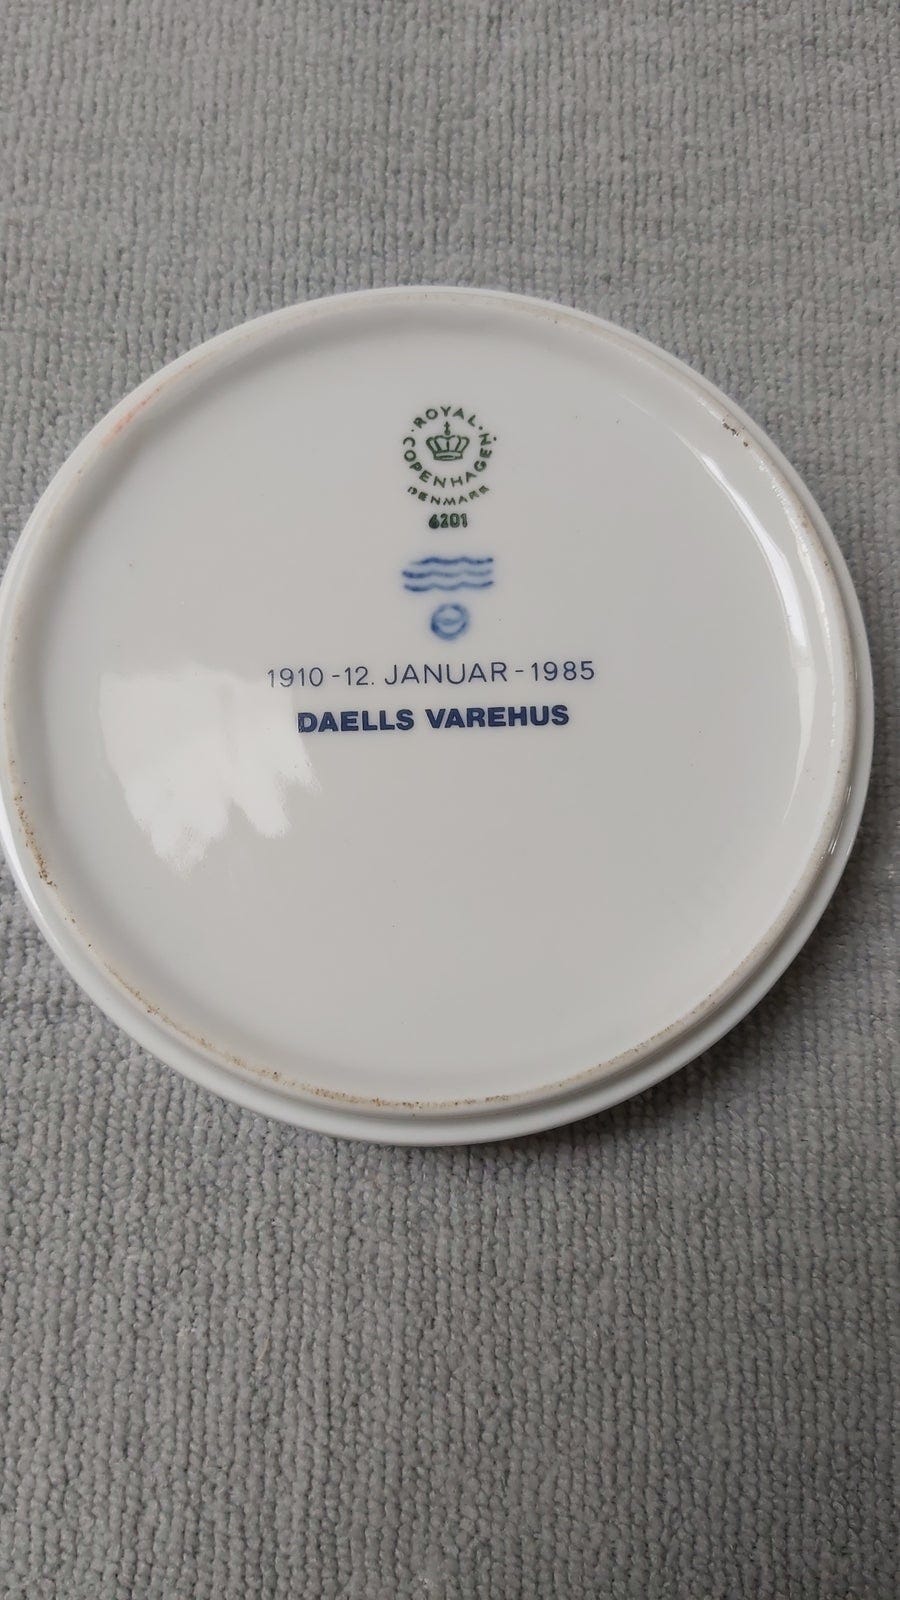 ROYAL
COPENHAGEN
DENMARK
6201
1910 - 12. JANUAR - 1985
DAELLS VAREHUS